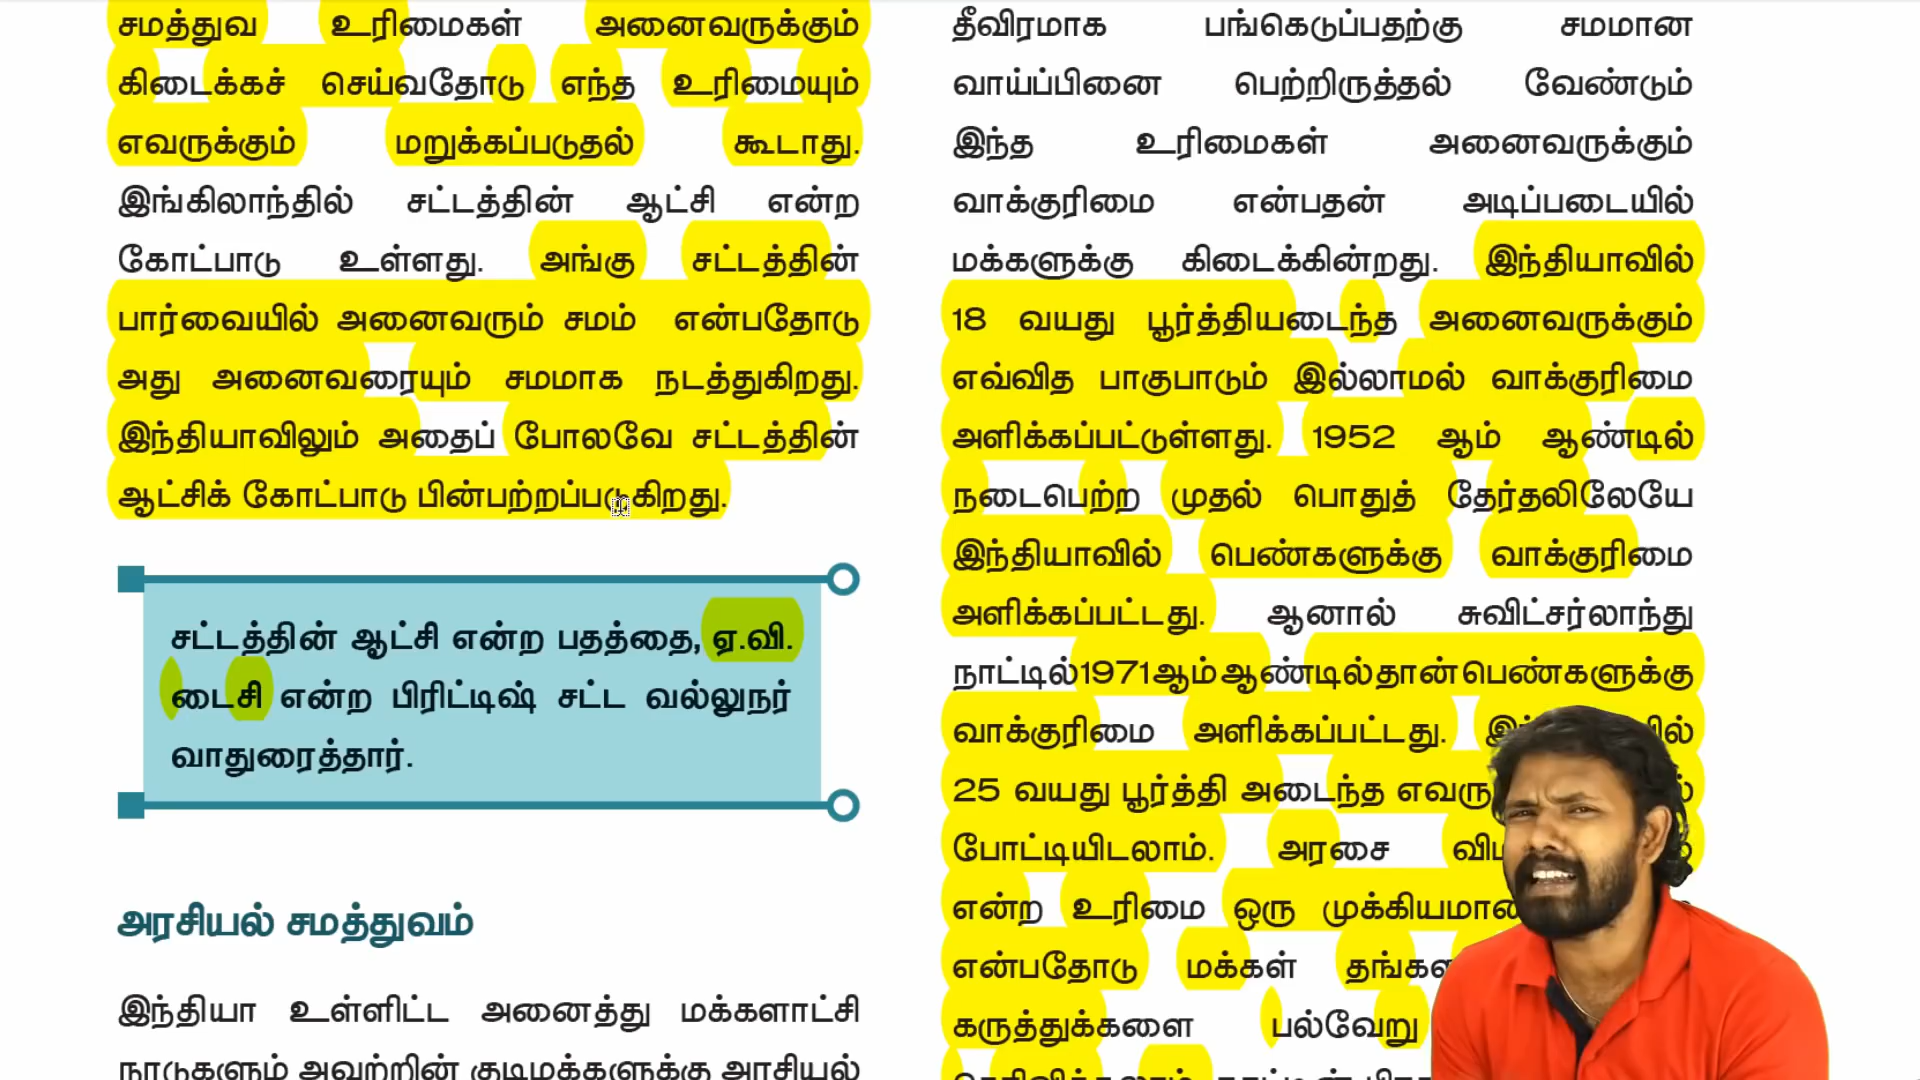 சமத்துவ உரிமைகள் அனைவருக்கும்
கிடைக்கச் செய்வதோடு எந்த உரிமையும்
எவருக்கும் மறுக்கப்படுதல் கூடாது.
இங்கிலாந்தில் சட்டத்தின் ஆட்சி என்ற
கோட்பாடு உள்ளது. அங்கு சட்டத்தின்
பார்வையில் அனைவரும் சமம் என்பதோடு
அது அனைவரையும் சமமாக நடத்துகிறது.
இந்தியாவிலும் அதைப் போலவே சட்டத்தின்
ஆட்சிக் கோட்பாடு பின்பற்றப்படுகிறது.
சட்டத்தின் ஆட்சி என்ற பதத்தை, ஏ.வி.
டைசி என்ற பிரிட்டிஷ் சட்ட வல்லுநர்
வாதுரைத்தார்.
அரசியல் சமத்துவம்
இந்தியா உள்ளிட்ட அனைத்து மக்களாட்சி
நாடுகளும் அவற்றின் குடிமக்களுக்கு அரசியல்
தீவிரமாக பங்கெடுப்பதற்கு சமமான
வாய்ப்பினை பெற்றிருத்தல் வேண்டும்
இந்த உரிமைகள் அனைவருக்கும்
வாக்குரிமை என்பதன் அடிப்படையில்
மக்களுக்கு கிடைக்கின்றது. இந்தியாவில்
18 வயது பூர்த்தியடைந்த அனைவருக்கும்
எவ்வித பாகுபாடும் இல்லாமல் வாக்குரிமை
அளிக்கப்பட்டுள்ளது. 1952 ஆம் ஆண்டில்
நடைபெற்ற முதல் பொதுத் தேர்தலிலேயே
இந்தியாவில் பெண்களுக்கு வாக்குரிமை
அளிக்கப்பட்டது. ஆனால் சுவிட்சர்லாந்து
நாட்டில்1971ஆம்ஆண்டில்தான்பெண்களுக்கு
வாக்குரிமை அளிக்கப்பட்டது.
25 வயது பூர்த்தி அடைந்த
போட்டியிடலாம். அரசை
என்ற உரிமை ஒரு
என்பதோடு மக்கள்
கருத்துக்களை பல்வேறு